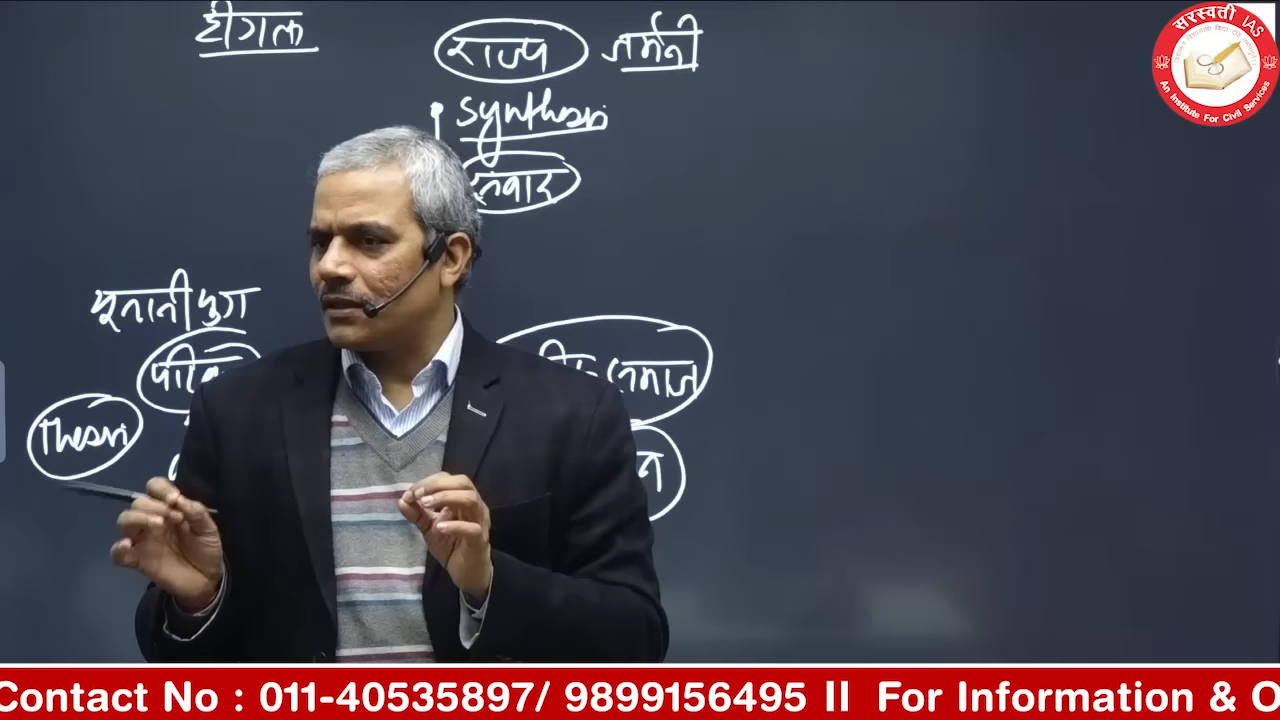 हीगल
राज्य जर्मनी
synthesis
यूनानी युग
समाज
Thesis
सरस्वती IAS
An Institute For Civil Services
Contact No : 011-40535897/ 9899156495 II For Information & O